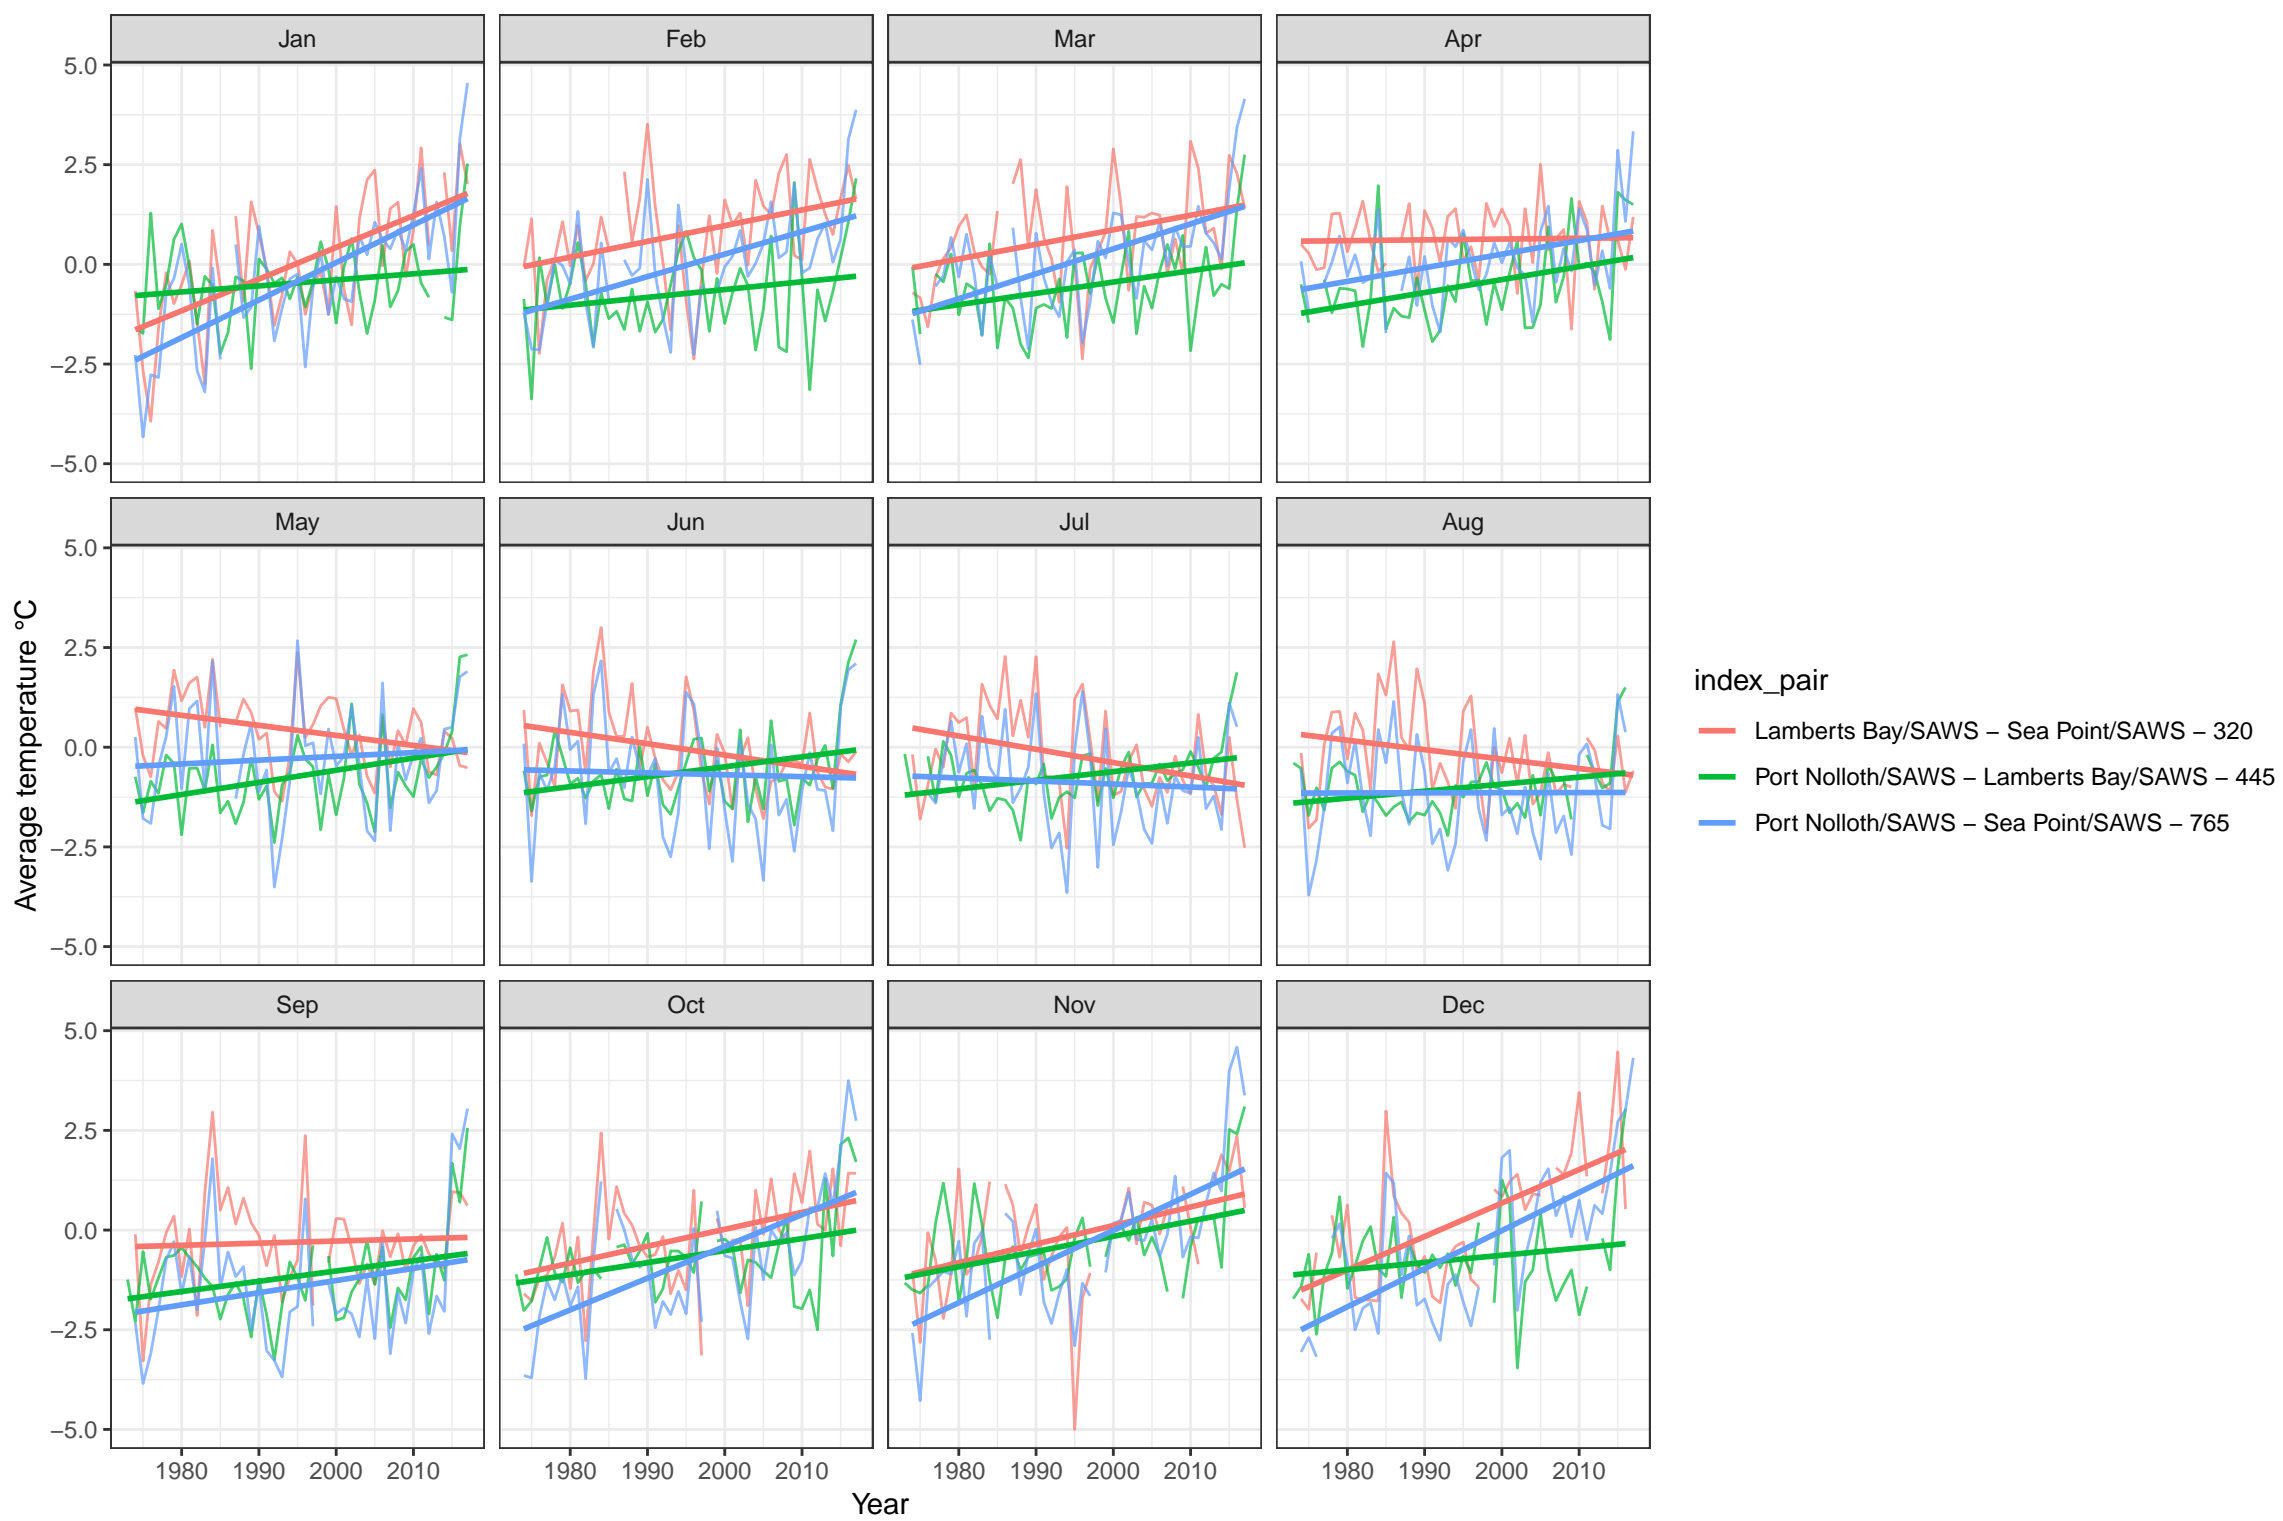 Jan Feb Mar Apr
5.0
2.5
0.0
−2.5
−5.0
May Jun Jul Aug
5.0
2.5
0.0
−2.5
−5.0
Sep Oct Nov Dec
5.0
2.5
0.0
−2.5
−5.0
1980 1990 2000 2010 1980 1990 2000 2010 1980 1990 2000 2010 1980 1990 2000 2010
Year
Average temperature °C
index_pair
Lamberts Bay/SAWS − Sea Point/SAWS − 320
Port Nolloth/SAWS − Lamberts Bay/SAWS − 445
Port Nolloth/SAWS − Sea Point/SAWS − 765